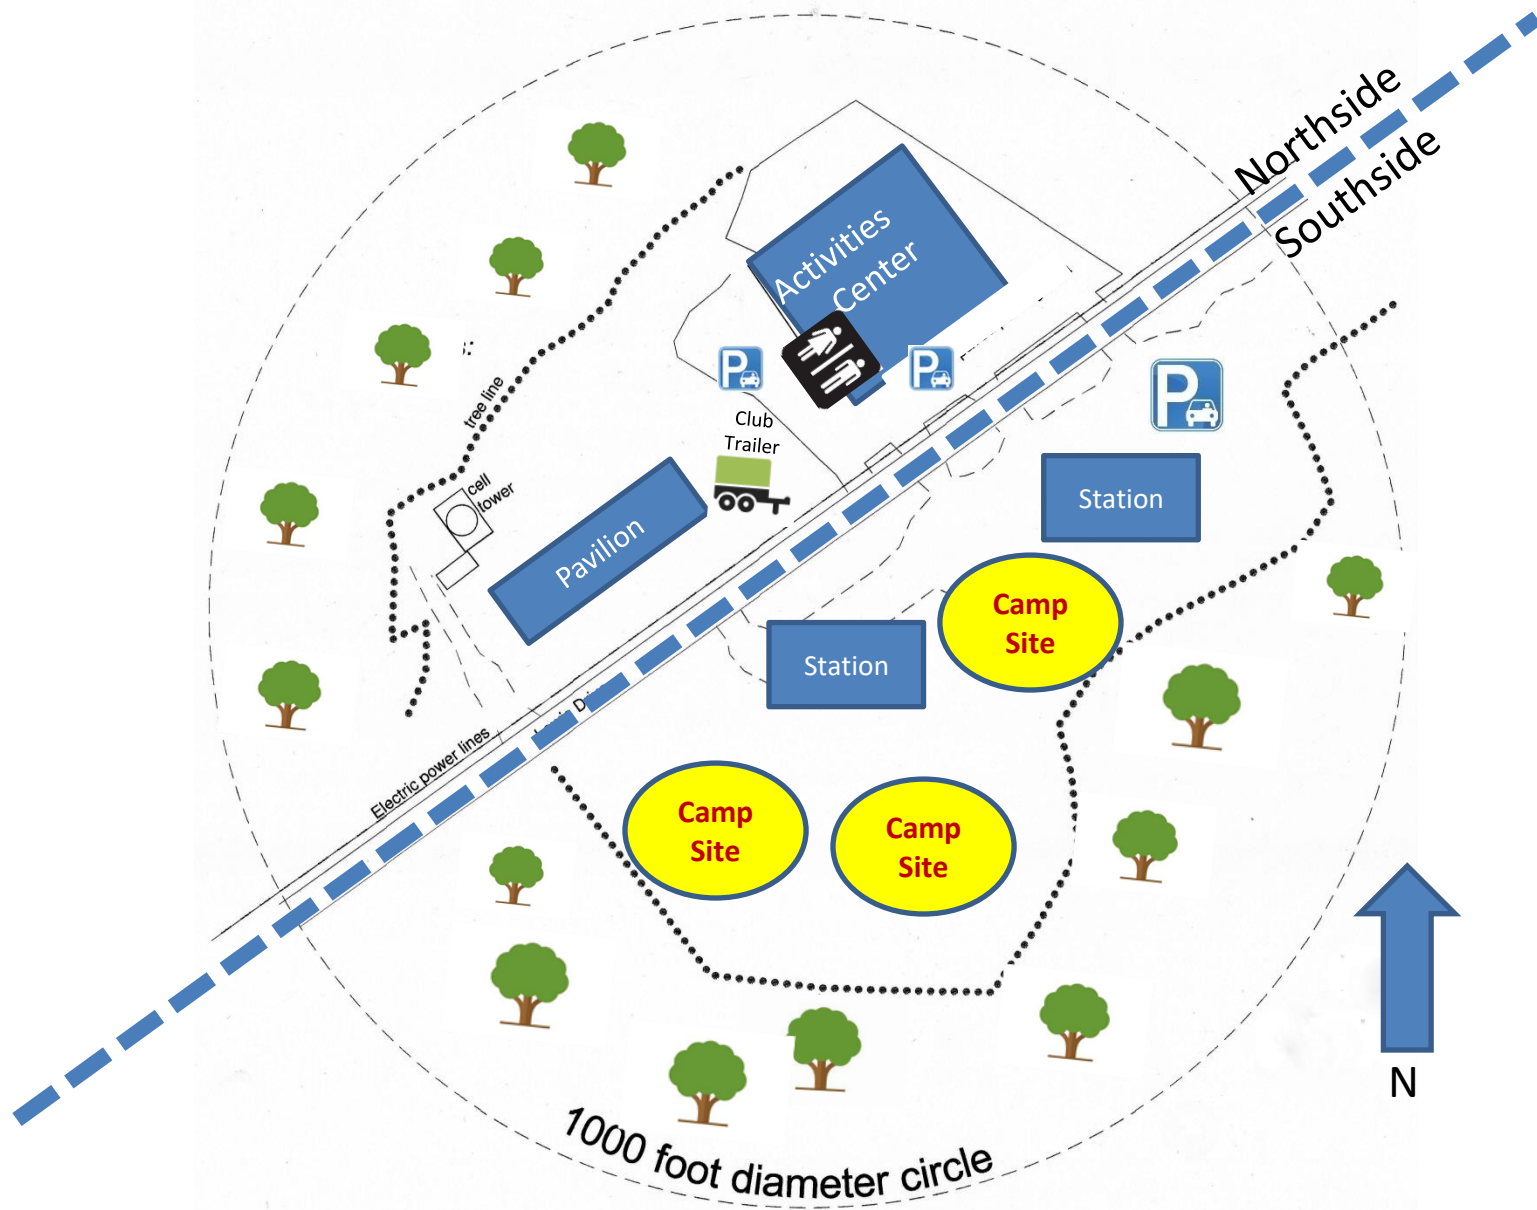 Northside
Southside
Activities
Center
P
P
P
tree line
Club
Trailer
cell
tower
Station
Pavilion
Camp
Site
Station
Electric power lines
Camp
Site
Camp
Site
N
1000 foot diameter circle